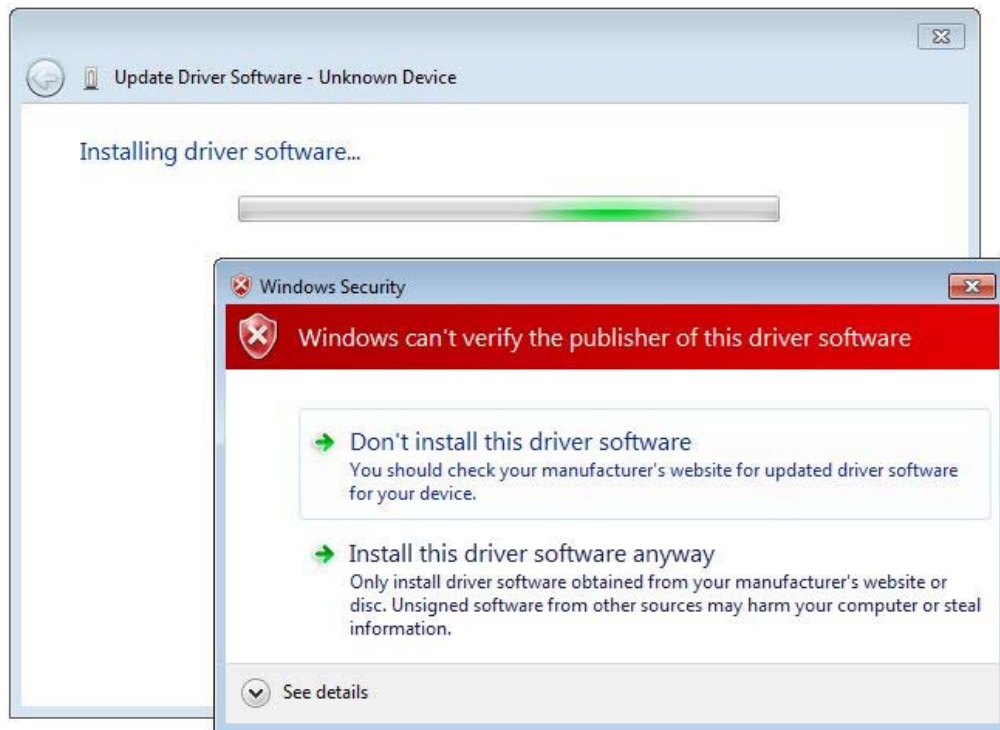 Update Driver Software - Unknown Device
Installing driver software...
Windows Security
Windows can't verify the publisher of this driver software
Don't install this driver software
You should check your manufacturer's website for updated driver software
for your device.
Install this driver software anyway
Only install driver software obtained from your manufacturer's website or
disc. Unsigned software from other sources may harm your computer or steal
information.
See details